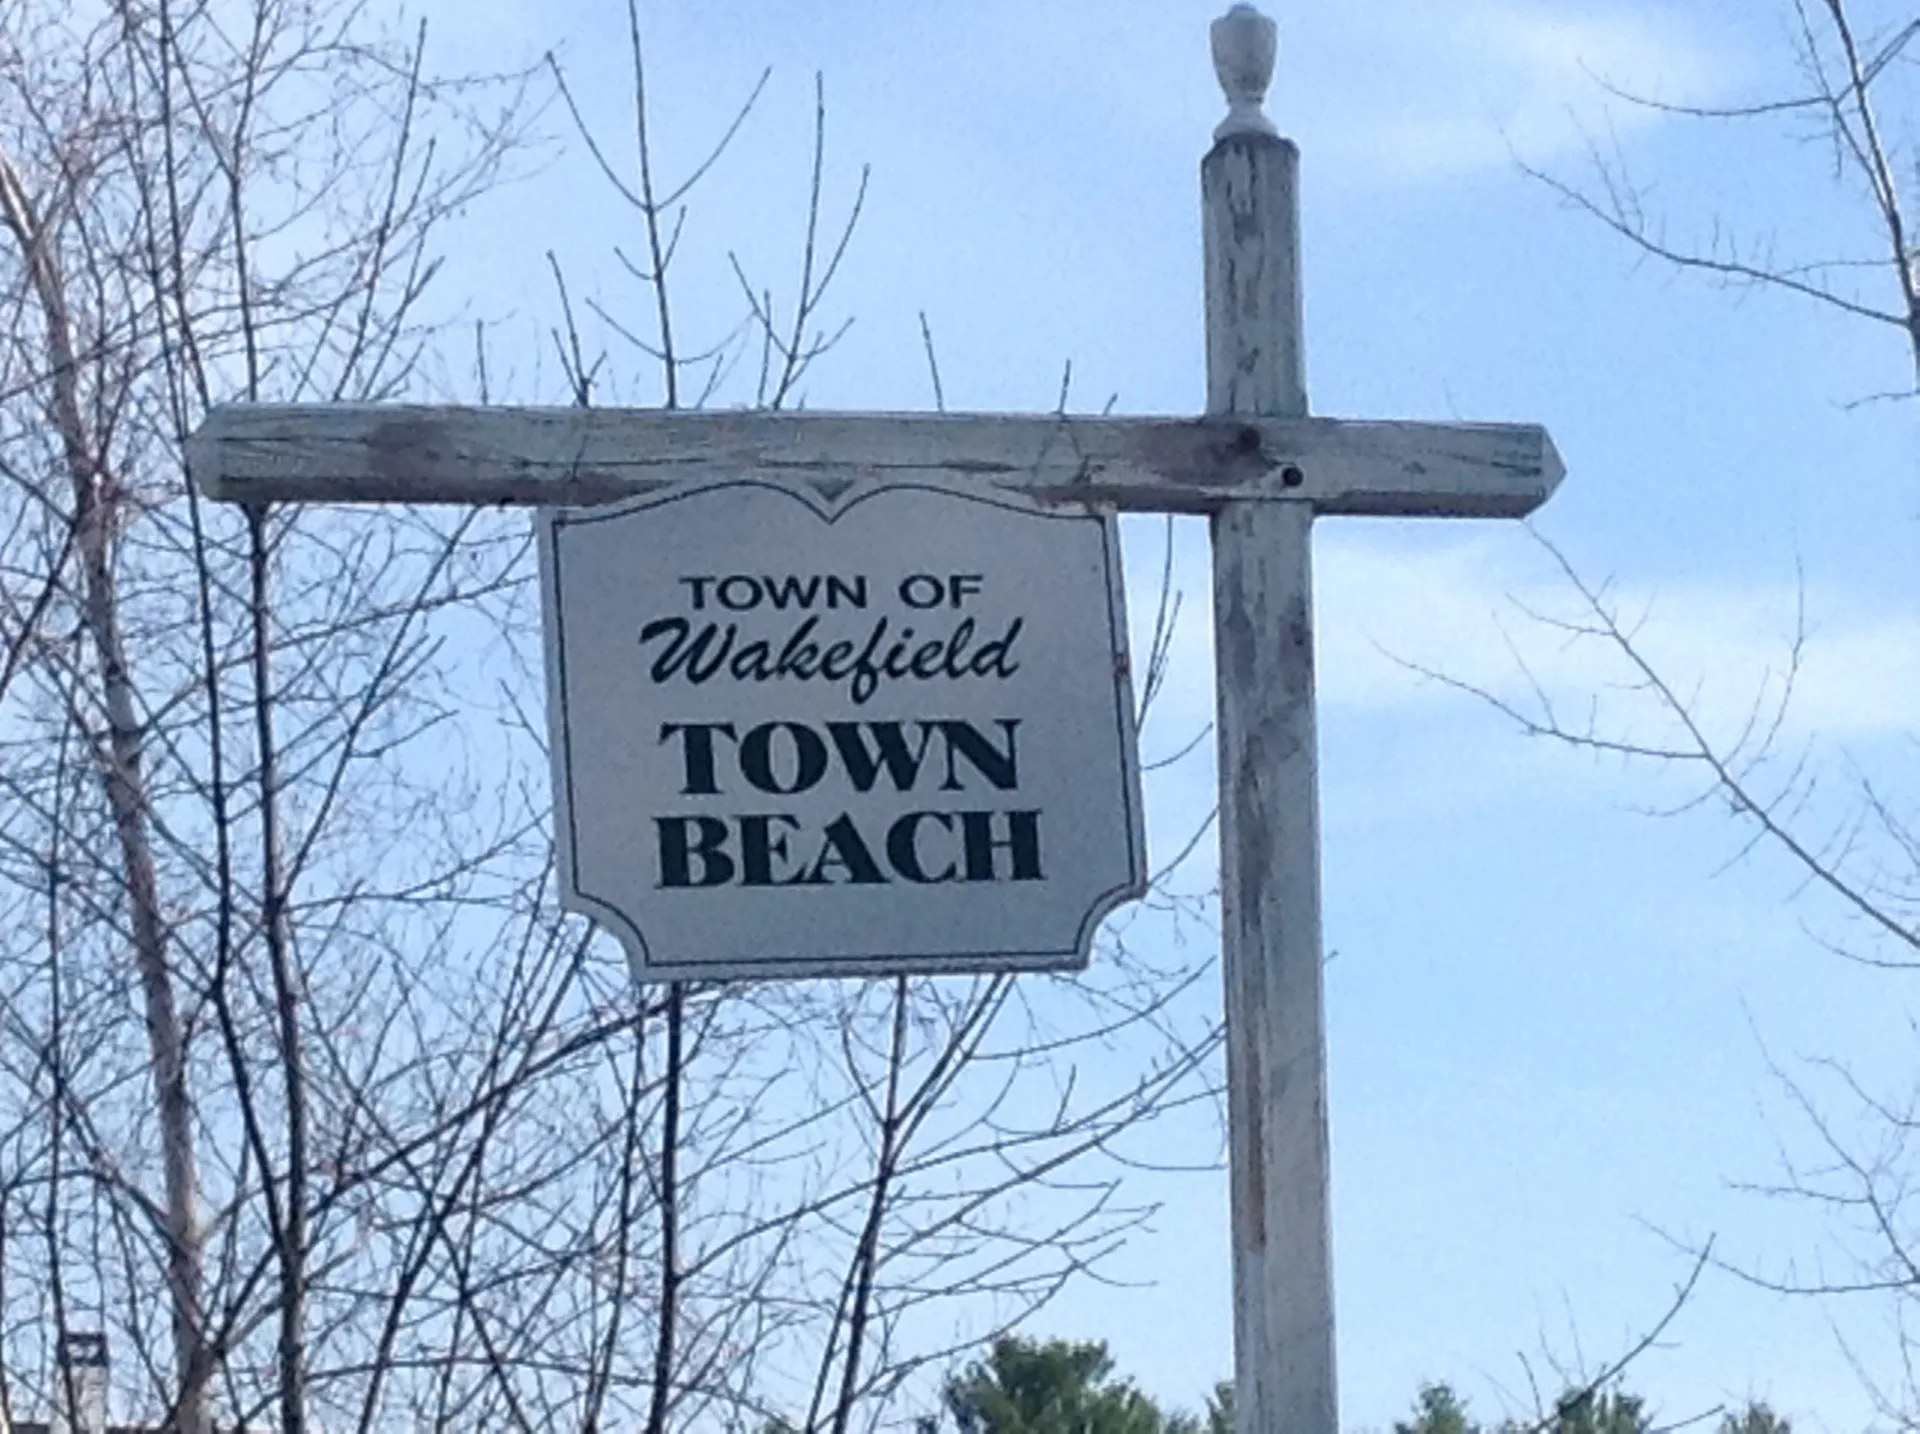 TOWN OF
Wakefield
TOWN
BEACH